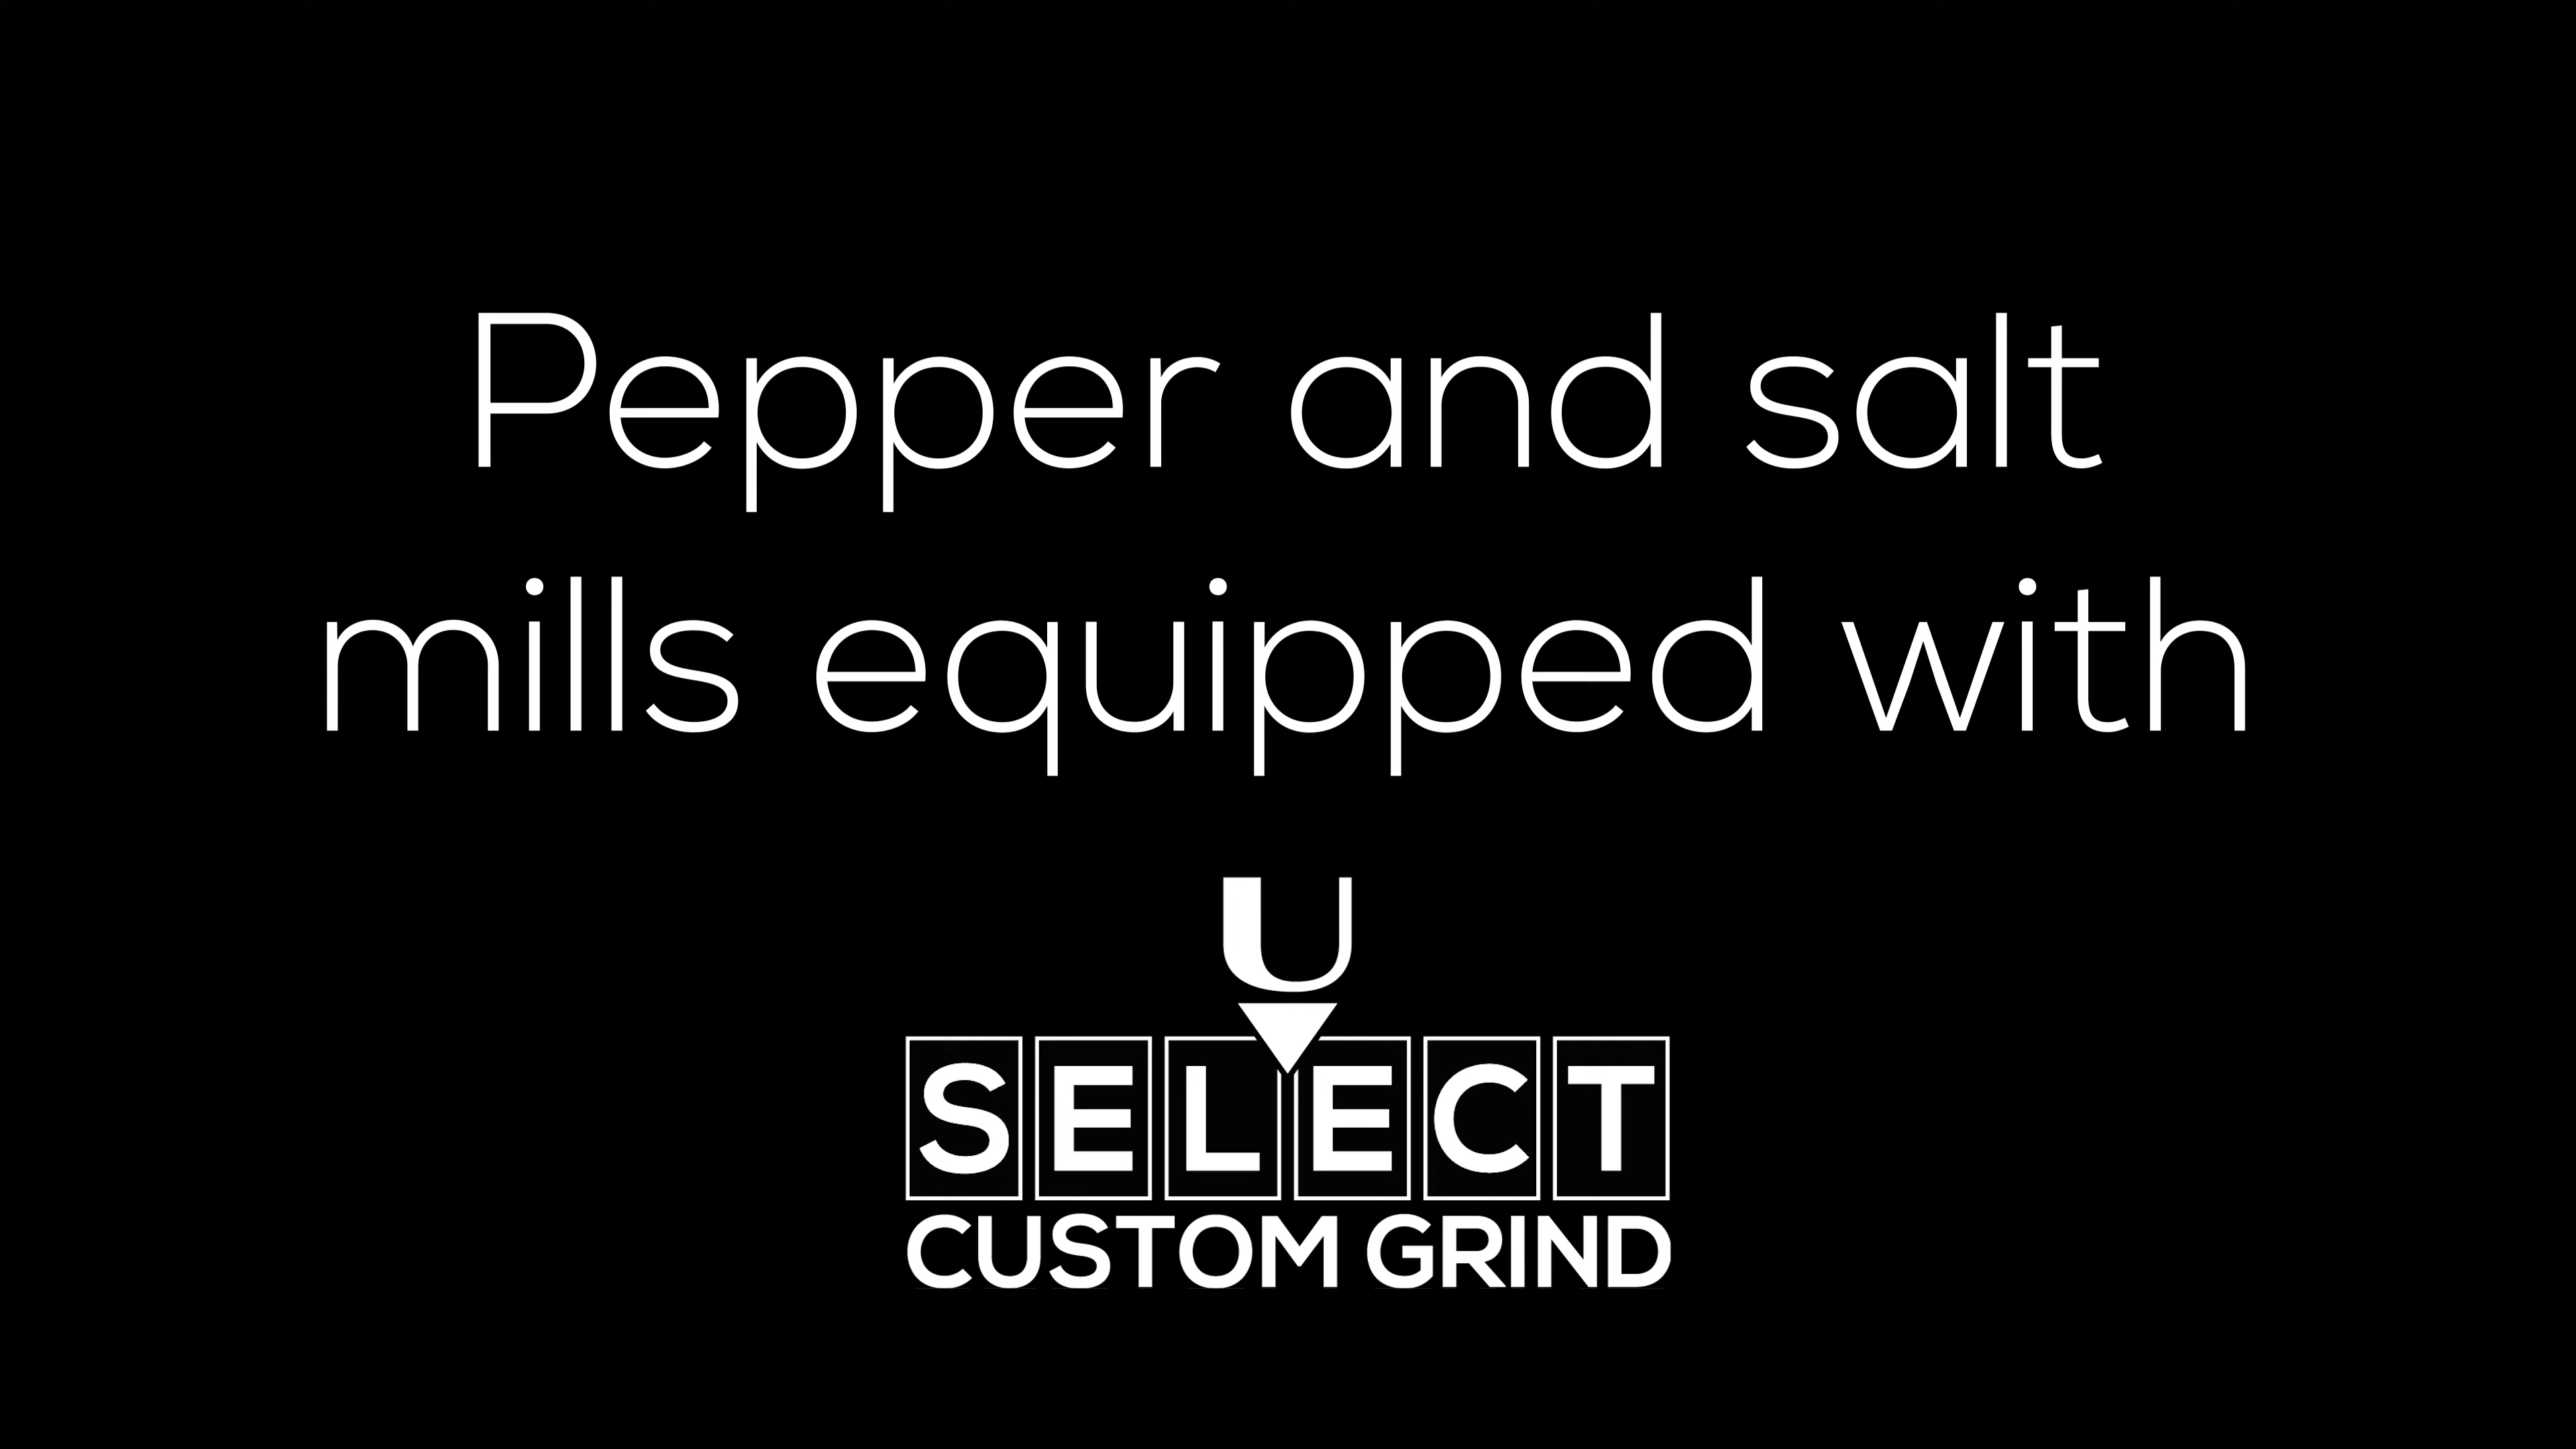 Pepper and salt
mills equipped with
U
SELECT
CUSTOM GRIND